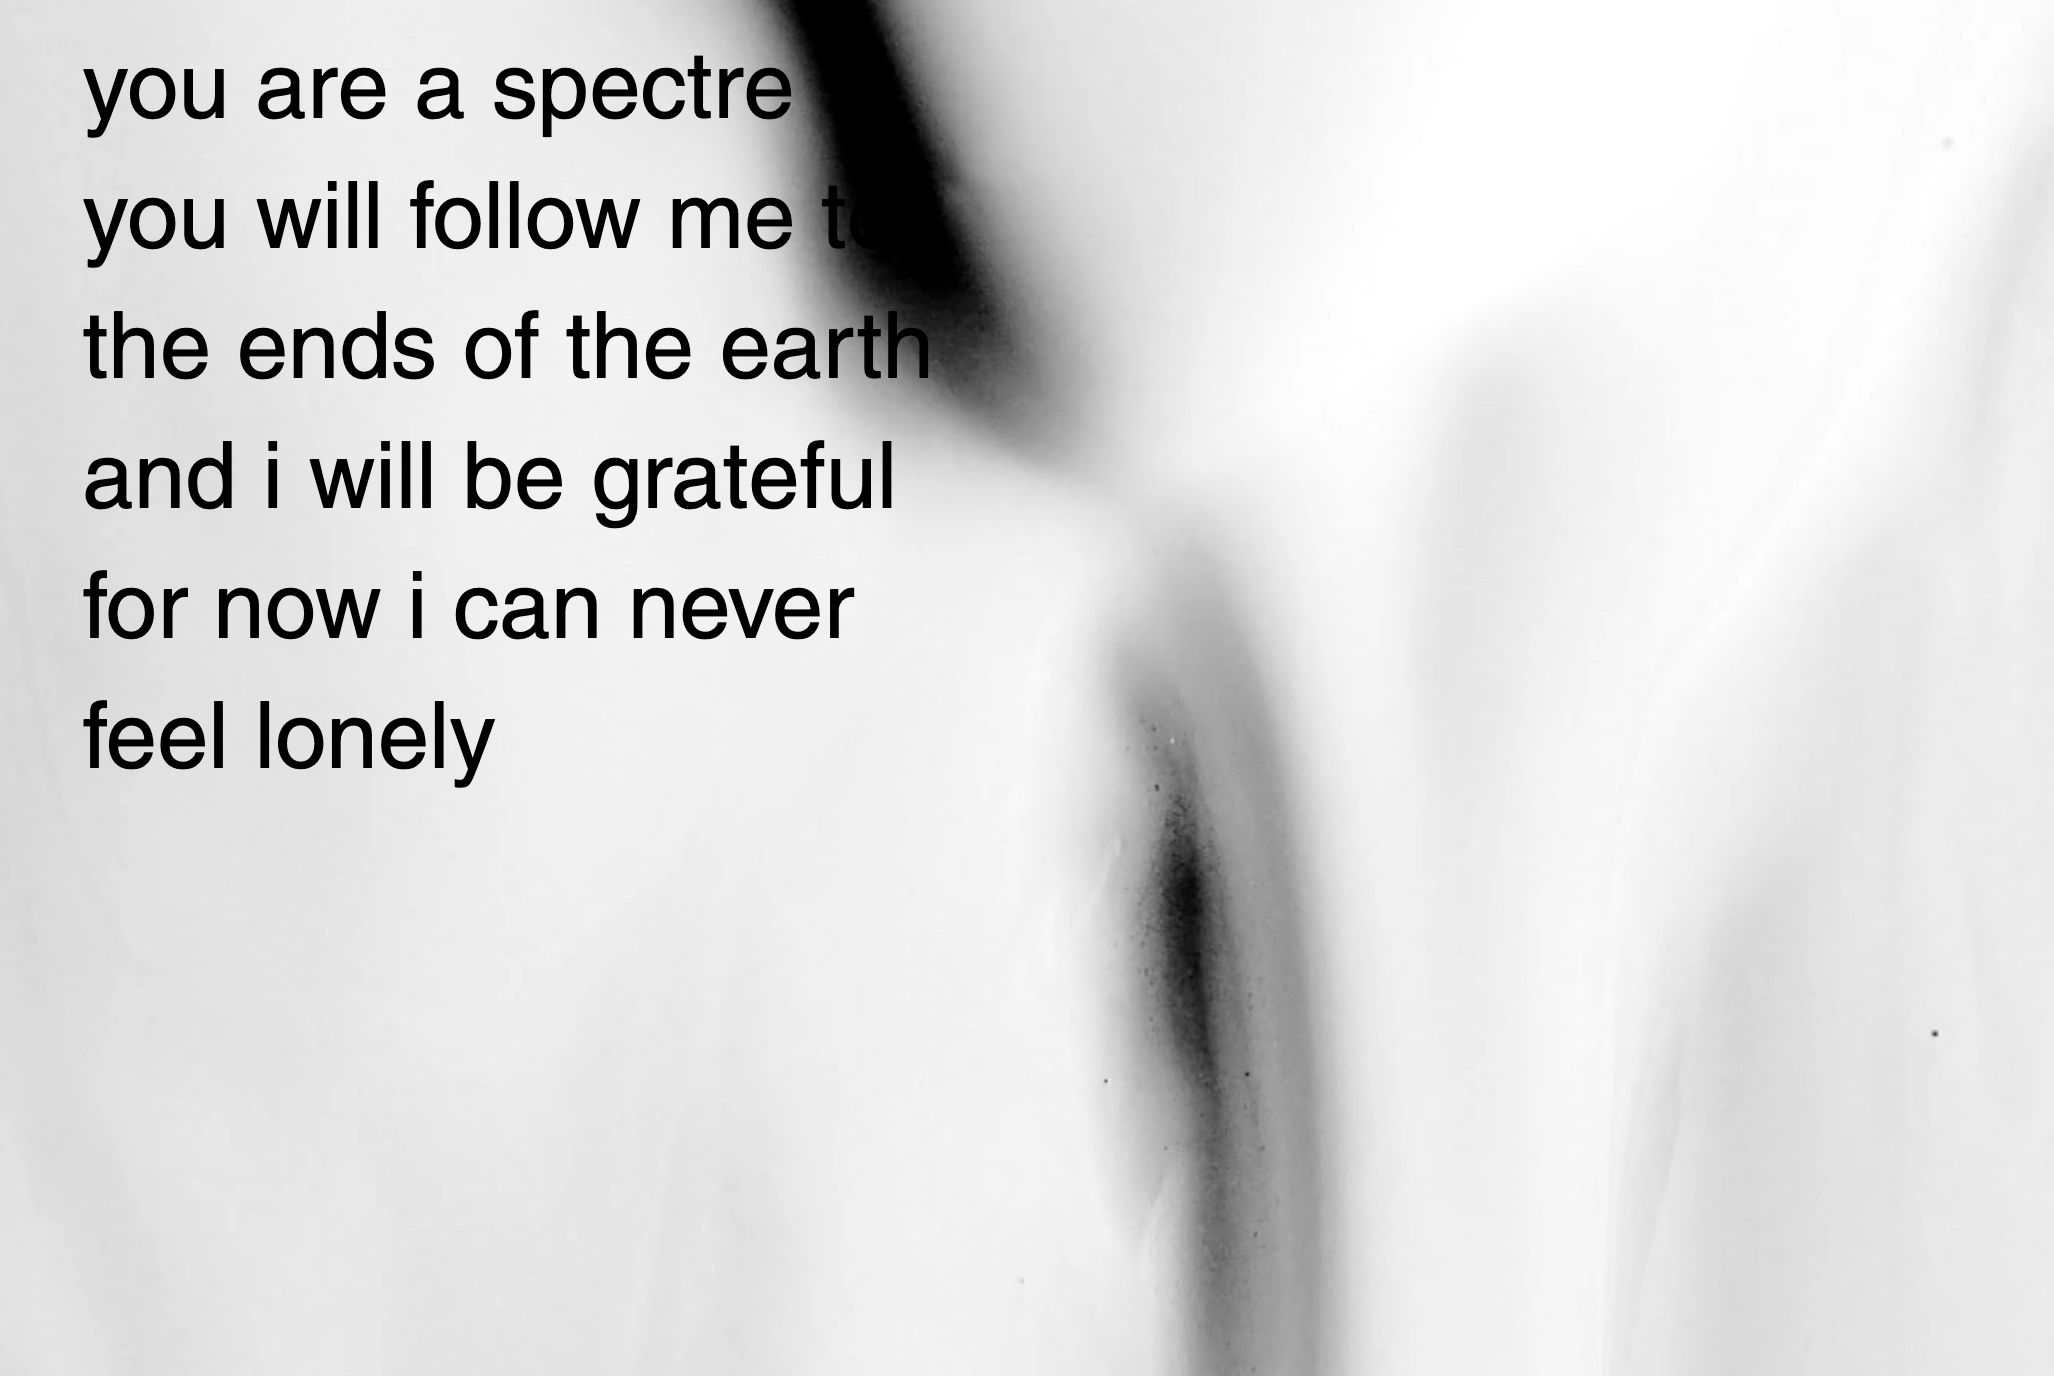 you are a spectre
you will follow me to
the ends of the earth
and i will be grateful
for now i can never
feel lonely